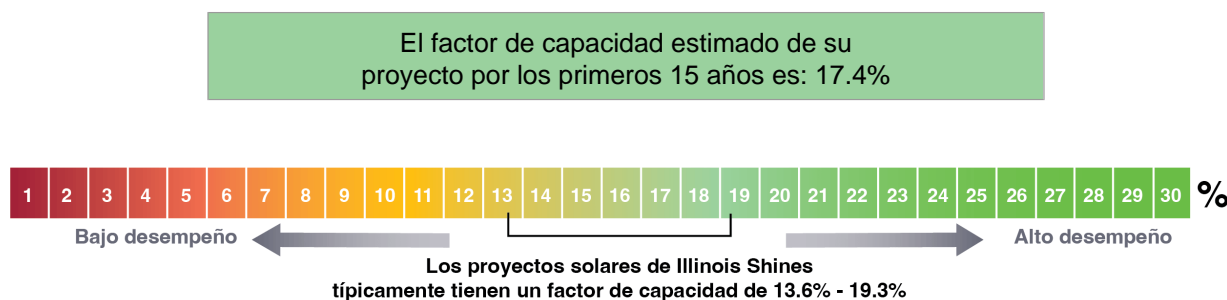 El factor de capacidad estimado de su
proyecto por los primeros 15 años es: 17.4%
1 2 3 4 5 6 7 8 9 10 11 12 13 14 15 16 17 18 19 20 21 22 23 24 25 26 27 28 29 30 %
Bajo desempeño Alto desempeño
Los proyectos solares de Illinois Shines
típicamente tienen un factor de capacidad de 13.6% - 19.3%